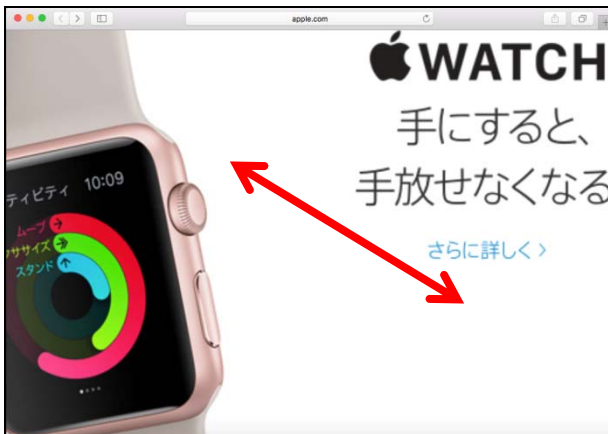 apple.com
WATCH
手にすると、
手放せなくなる
さらに詳しく >
ティビティ 10:09
ムーブ
ササイズ
スタンド